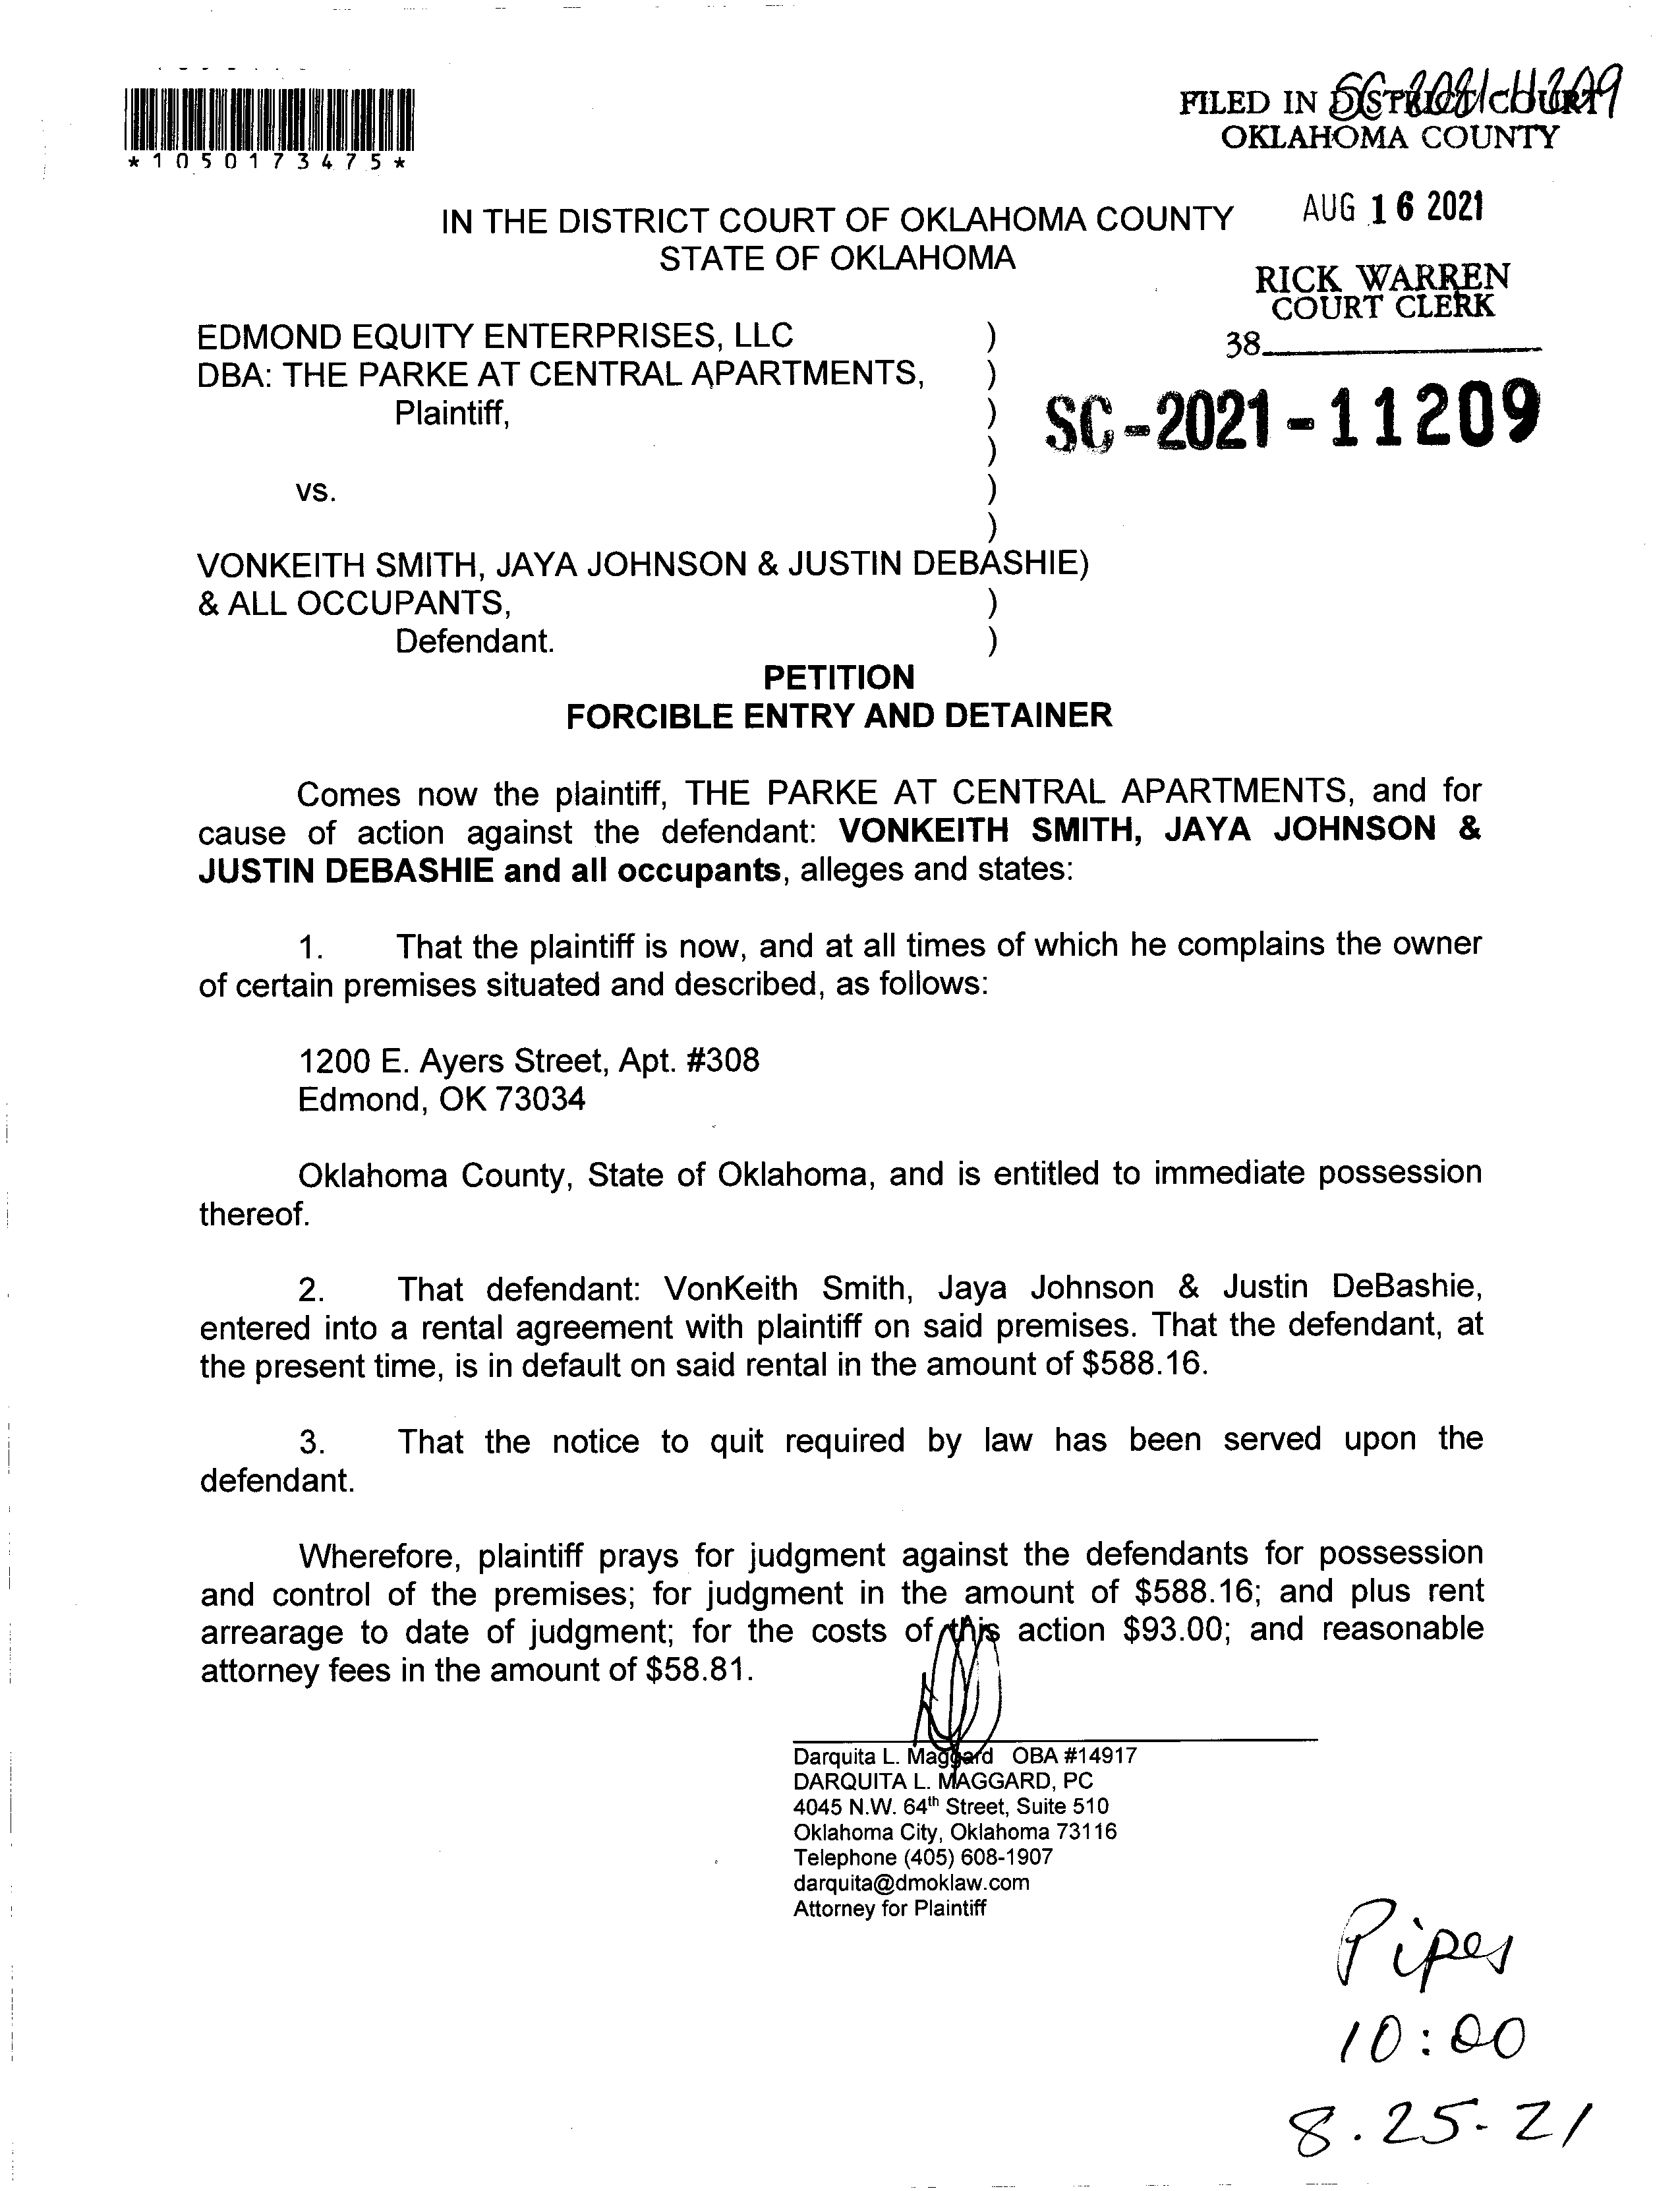 *1050173475*
FILED IN DISTRICT COURT
SC-2021-11209
OKLAHOMA COUNTY
AUG 16 2021
RICK WARREN
COURT CLERK
38
SC-2021-11209
IN THE DISTRICT COURT OF OKLAHOMA COUNTY
STATE OF OKLAHOMA
EDMOND EQUITY ENTERPRISES, LLC )
DBA: THE PARKE AT CENTRAL APARTMENTS, )
Plaintiff, )
)
vs. )
)
VONKEITH SMITH, JAYA JOHNSON & JUSTIN DEBASHIE)
& ALL OCCUPANTS, )
Defendant. )
PETITION
FORCIBLE ENTRY AND DETAINER
Comes now the plaintiff, THE PARKE AT CENTRAL APARTMENTS, and for
cause of action against the defendant: VONKEITH SMITH, JAYA JOHNSON &
JUSTIN DEBASHIE and all occupants, alleges and states:
1. That the plaintiff is now, and at all times of which he complains the owner
of certain premises situated and described, as follows:
1200 E. Ayers Street, Apt. #308
Edmond, OK 73034
Oklahoma County, State of Oklahoma, and is entitled to immediate possession
thereof.
2. That defendant: VonKeith Smith, Jaya Johnson & Justin DeBashie,
entered into a rental agreement with plaintiff on said premises. That the defendant, at
the present time, is in default on said rental in the amount of $588.16.
3. That the notice to quit required by law has been served upon the
defendant.
Wherefore, plaintiff prays for judgment against the defendants for possession
and control of the premises; for judgment in the amount of $588.16; and plus rent
arrearage to date of judgment; for the costs of this action $93.00; and reasonable
attorney fees in the amount of $58.81.
Darquita L. Maggard OBA #14917
DARQUITA L. MAGGARD, PC
4045 N.W. 64th Street, Suite 510
Oklahoma City, Oklahoma 73116
Telephone (405) 608-1907
darquita@dmoklaw.com
Attorney for Plaintiff
Pipes
10:00
8.25-21